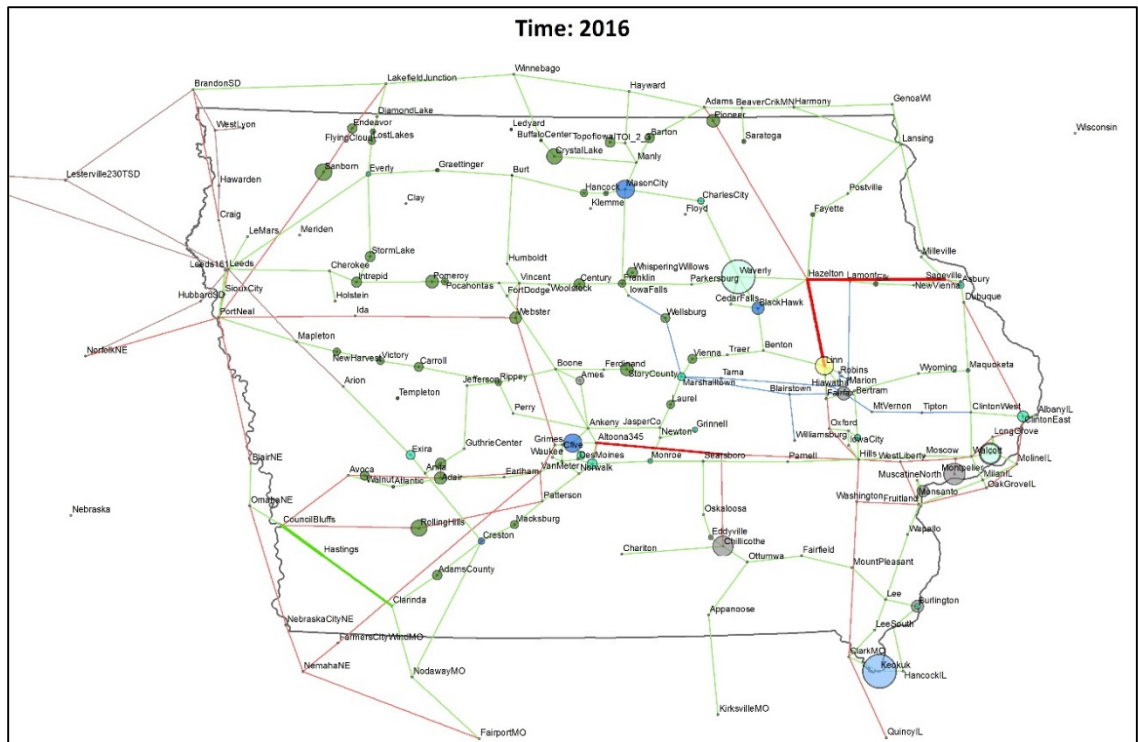 Time: 2016
Winnebago
LakefieldJunction
BrandonSD
Hayward
Adams
BeaverCrikMN
Harmony
GenoaWI
DiamondLake
Pioneer
WestLyon
Endeavor
LostLakes
FlyingCloud
Ledyard
BuffaloCenter
Barton
Saratoga
Wisconsin
Lansing
CrystalLake
Manly
Lesterville230TSD
Sanborn
Everly
Graettinger
Burt
Hawarden
Hancock
MasonCity
CharlesCity
Postville
Clay
Klemme
Floyd
Fayette
Craig
LeMars
Meriden
StormLake
Milleville
Leeds161
Leeds
Cherokee
Humboldt
WhisperingWillows
Waverly
Hazelton
Lamont
Sageville
Asbury
Intrepid
Pomeroy
Pocahontas
Vincent
Century
Franklin
Parkersburg
NewVienna
SiouxCity
Woolstock
FortDodge
IowaFalls
HubbardSD
Holstein
CedarFalls
BlackHawk
Dubuque
PortNeal
Ida
Webster
Wellsburg
Mapleton
NorfolkNE
NewHarvest
Victory
Carroll
Boone
Ferdinand
Vienne
Traer
Benton
Linn
Robins
Wyoming
Maquoketa
Arion
Jefferson
Rippey
Ames
StoryCounty
Marshalltown
Tama
Marion
Hiawatha
Bertram
Templeton
Blairstown
Fairfax
Perry
Laurel
MtVernon
Tipton
ClintonWest
AlbanyIL
ClintonEast
Ankeny
JasperCo
Grinnell
Oxford
Grimes
Clive
Altoona345
Newton
Williamsburg
IowaCity
LongGrove
GuthrieCenter
Waukee
DesMoines
Exira
VanMeter
Norwalk
Monroe
Searsboro
Parnell
Hills
WestLiberty
Moscow
Walcott
BlairNE
Avoca
Anita
Adair
Earlham
MolineIL
Walnut
Atlantic
MuscatineNorth
Montpelies
MilanIL
OakGroveIL
Monsanto
OmahaNE
Patterson
Washington
Fruitland
Nebraska
CouncilBluffs
RollingHills
Macksburg
Oskaloosa
Wapallo
Eddyville
Creston
Chariton
Chillicothe
Hastings
Ottumwa
Fairfield
MountPleasant
AdamsCounty
Clarinda
Lee
Burlington
Appanoose
NebraskaCityNE
LeeSouth
FarmersCityWindMO
ClarkMO
NemahaNE
NodawayMO
Keokuk
HancockIL
KirksvilleMO
FairportMO
QuincyIL